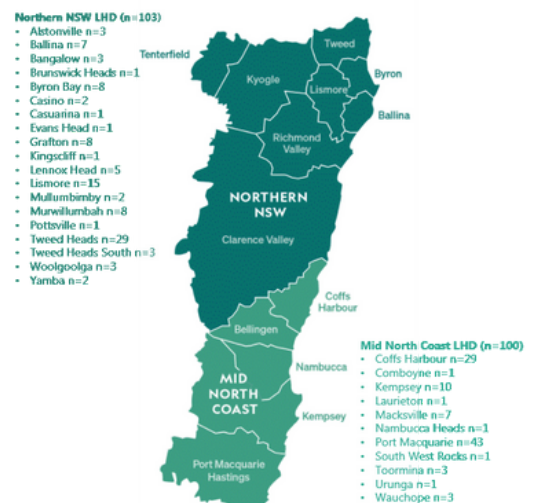 Northern NSW LHD (n=103)
• Alstonville n=3
• Ballina n=7
• Bangalow n=3
• Brunswick Heads n=1
• Byron Bay n=8
• Casino n=2
• Casuarina n=1
• Evans Head n=1
• Grafton n=8
• Kingscliff n=1
• Lennox Head n=5
• Lismore n=15
• Mullumbimby n=2
• Murwillumbah n=8
• Pottsville n=1
• Tweed Heads n=29
• Tweed Heads South n=3
• Woolgoolga n=3
• Yamba n=2
Tenterfield
Kyogle
Tweed
Byron
Lismore
Ballina
Richmond
Valley
NORTHERN
NSW
Clarence Valley
Coffs
Harbour
Bellingen
Nambucca
MID
NORTH
COAST
Kempsey
Port Macquarie
Hastings
Mid North Coast LHD (n=100)
• Coffs Harbour n=29
• Comboyne n=1
• Kempsey n=10
• Laurieton n=1
• Macksville n=7
• Nambucca Heads n=1
• Port Macquarie n=43
• South West Rocks n=1
• Toormina n=3
• Urunga n=1
• Wauchope n=3